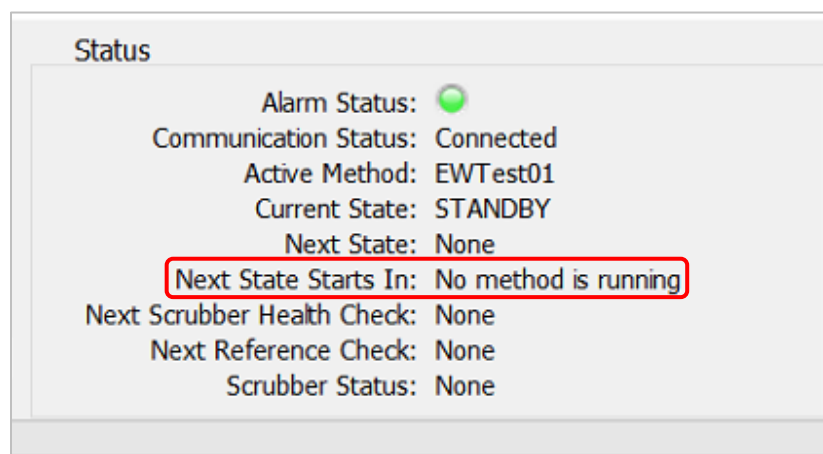 Status
Alarm Status:
Communication Status: Connected
Active Method: EWTest01
Current State: STANDBY
Next State: None
Next State Starts In: No method is running
Next Scrubber Health Check: None
Next Reference Check: None
Scrubber Status: None